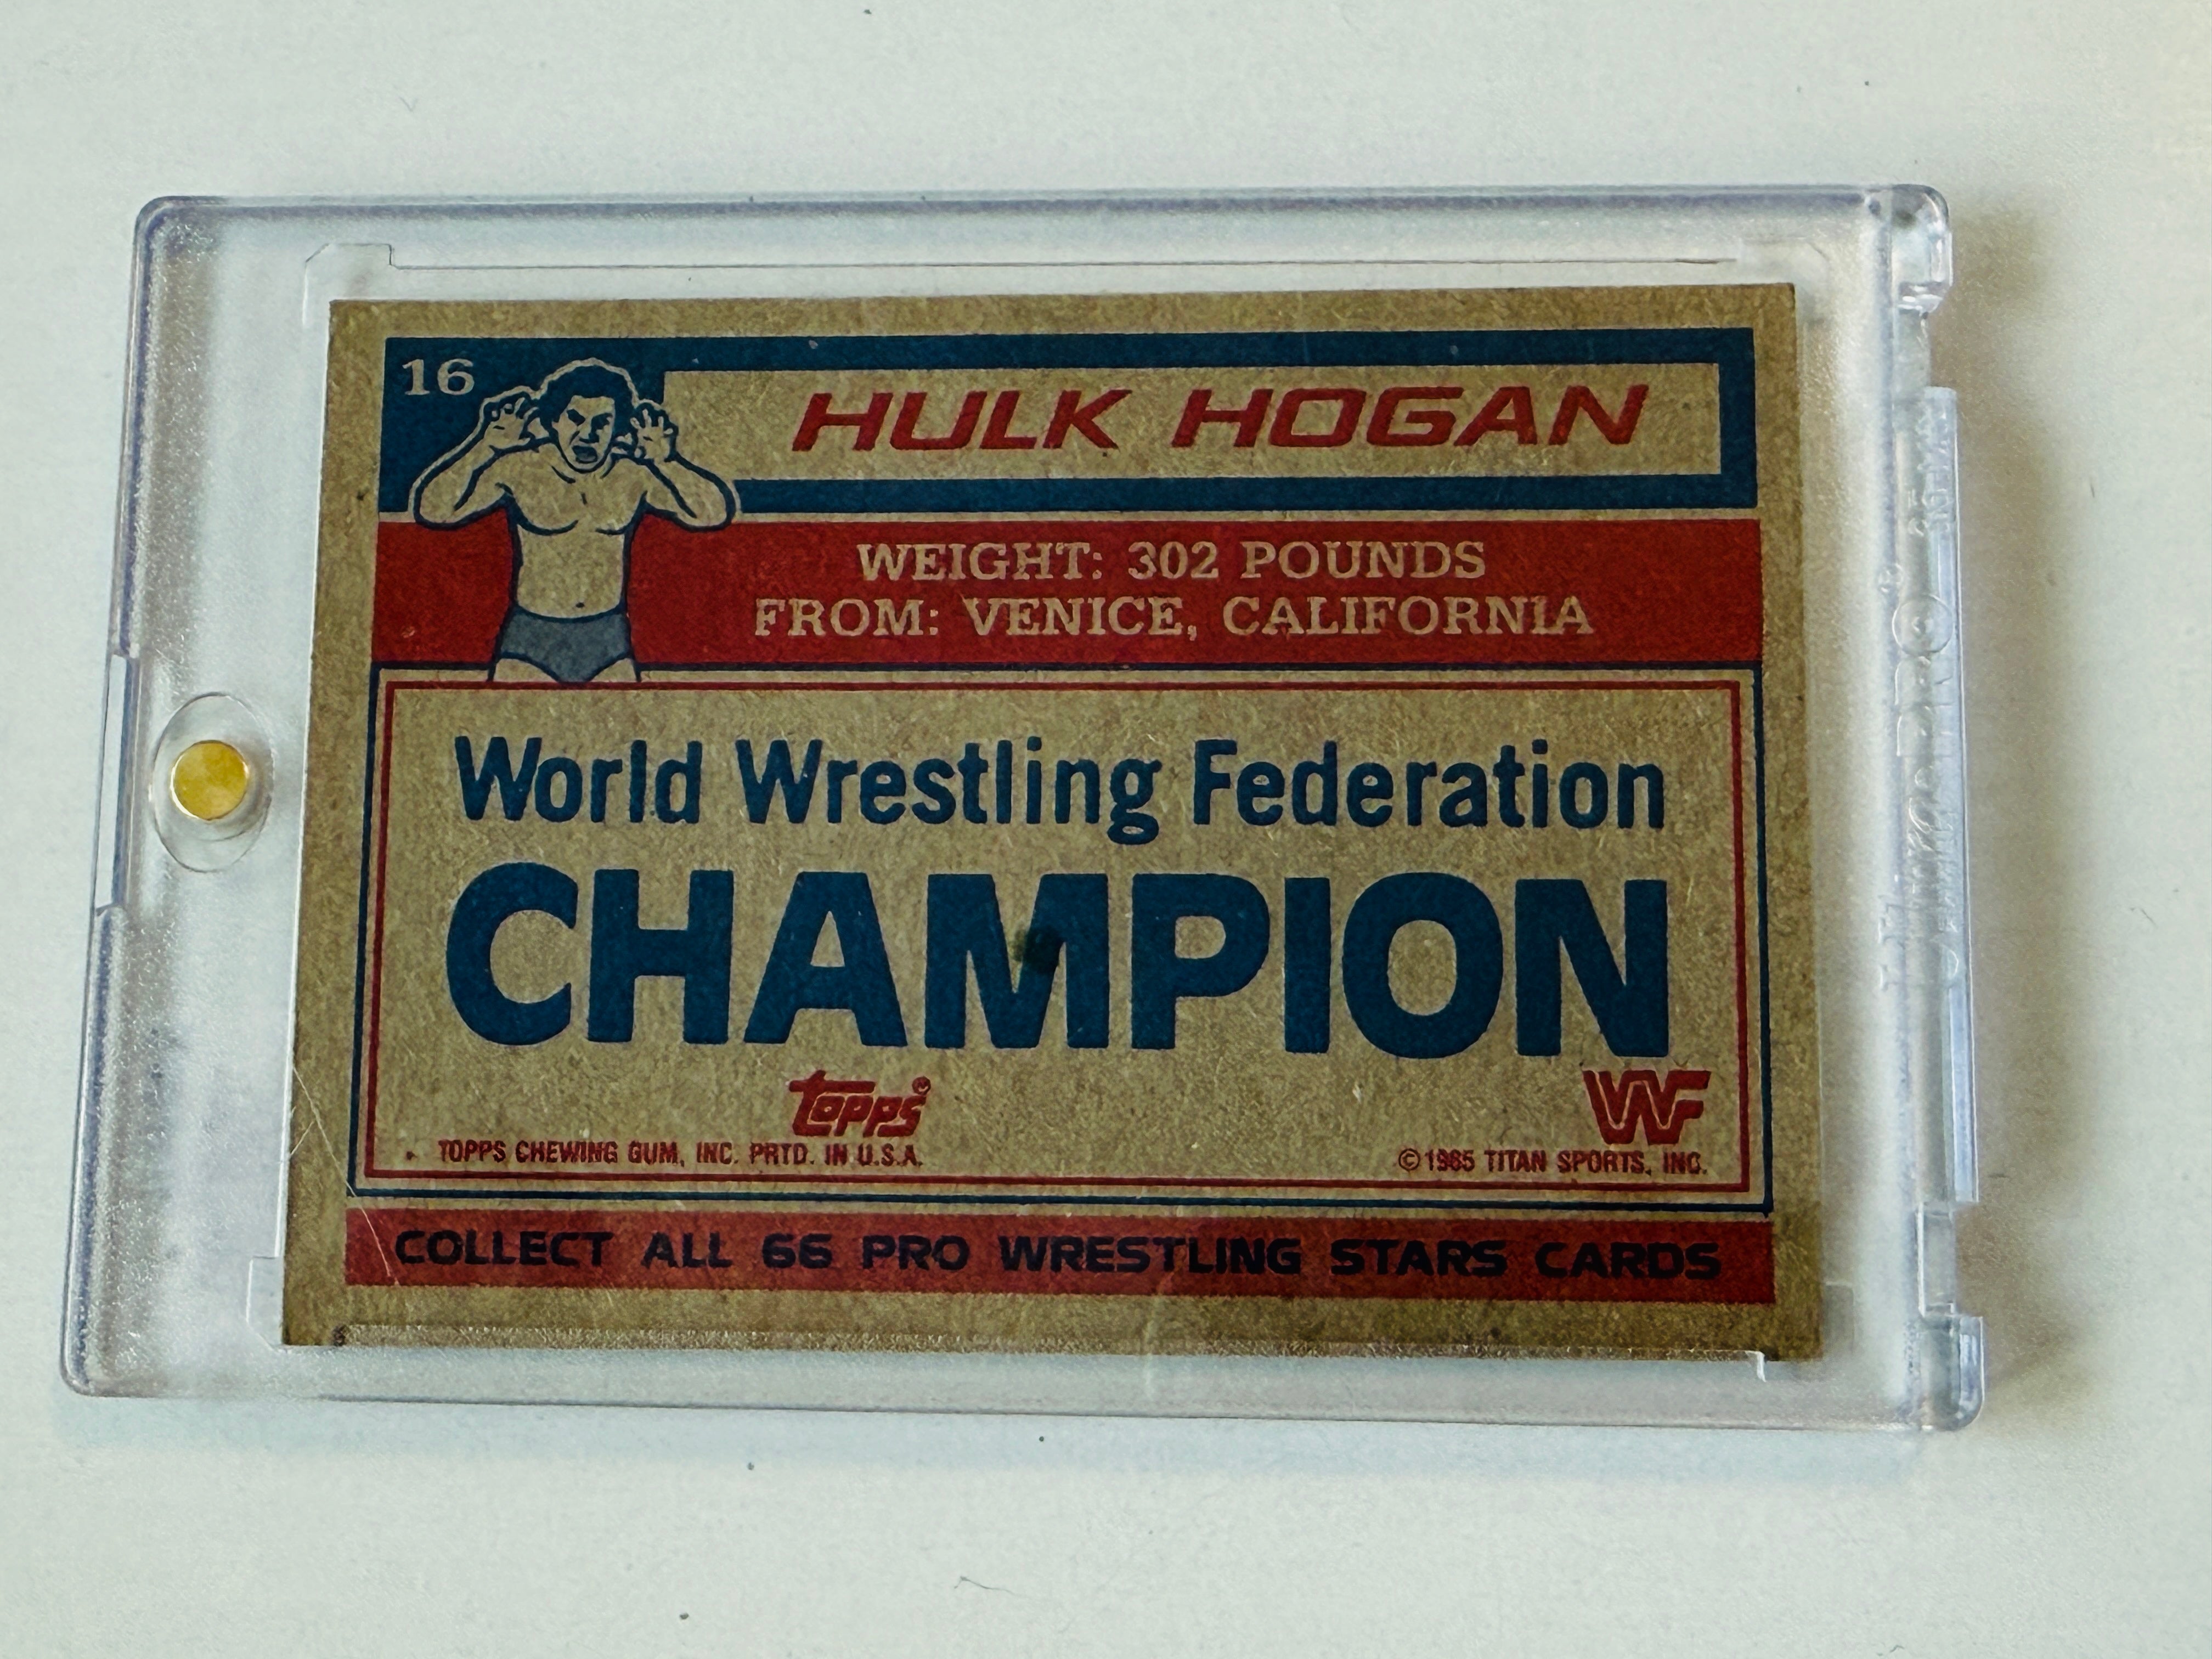 16
HULK HOGAN
WEIGHT: 302 POUNDS
FROM: VENICE, CALIFORNIA
World Wrestling Federation
CHAMPION
topps
WF
TOPPS CHEWING GUM, INC. PRTD. IN U.S.A.
©1985 TITAN SPORTS, INC.
COLLECT ALL 66 PRO WRESTLING STARS CARDS